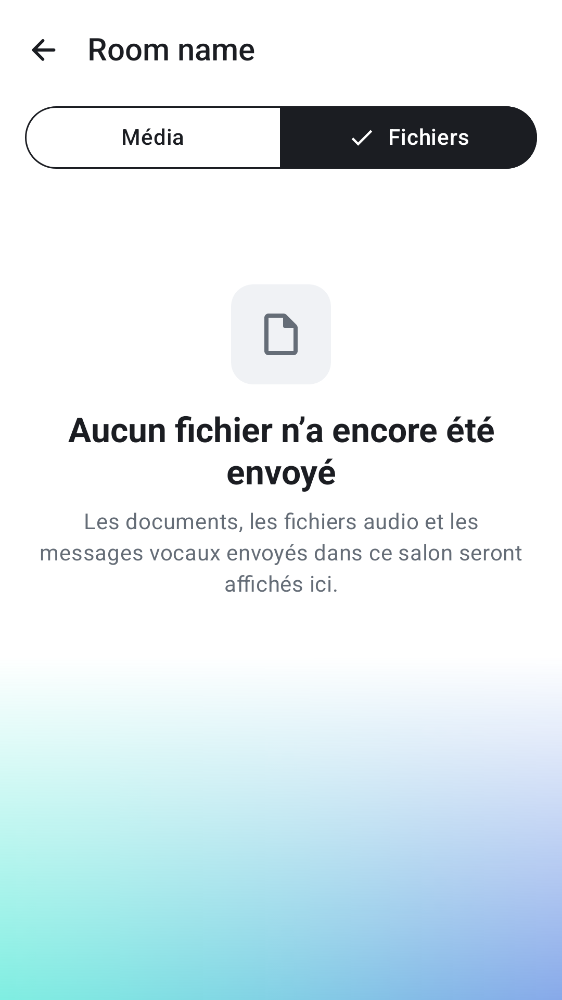 Room name
Média
Fichiers
Aucun fichier n’a encore été
envoyé
Les documents, les fichiers audio et les
messages vocaux envoyés dans ce salon seront
affichés ici.